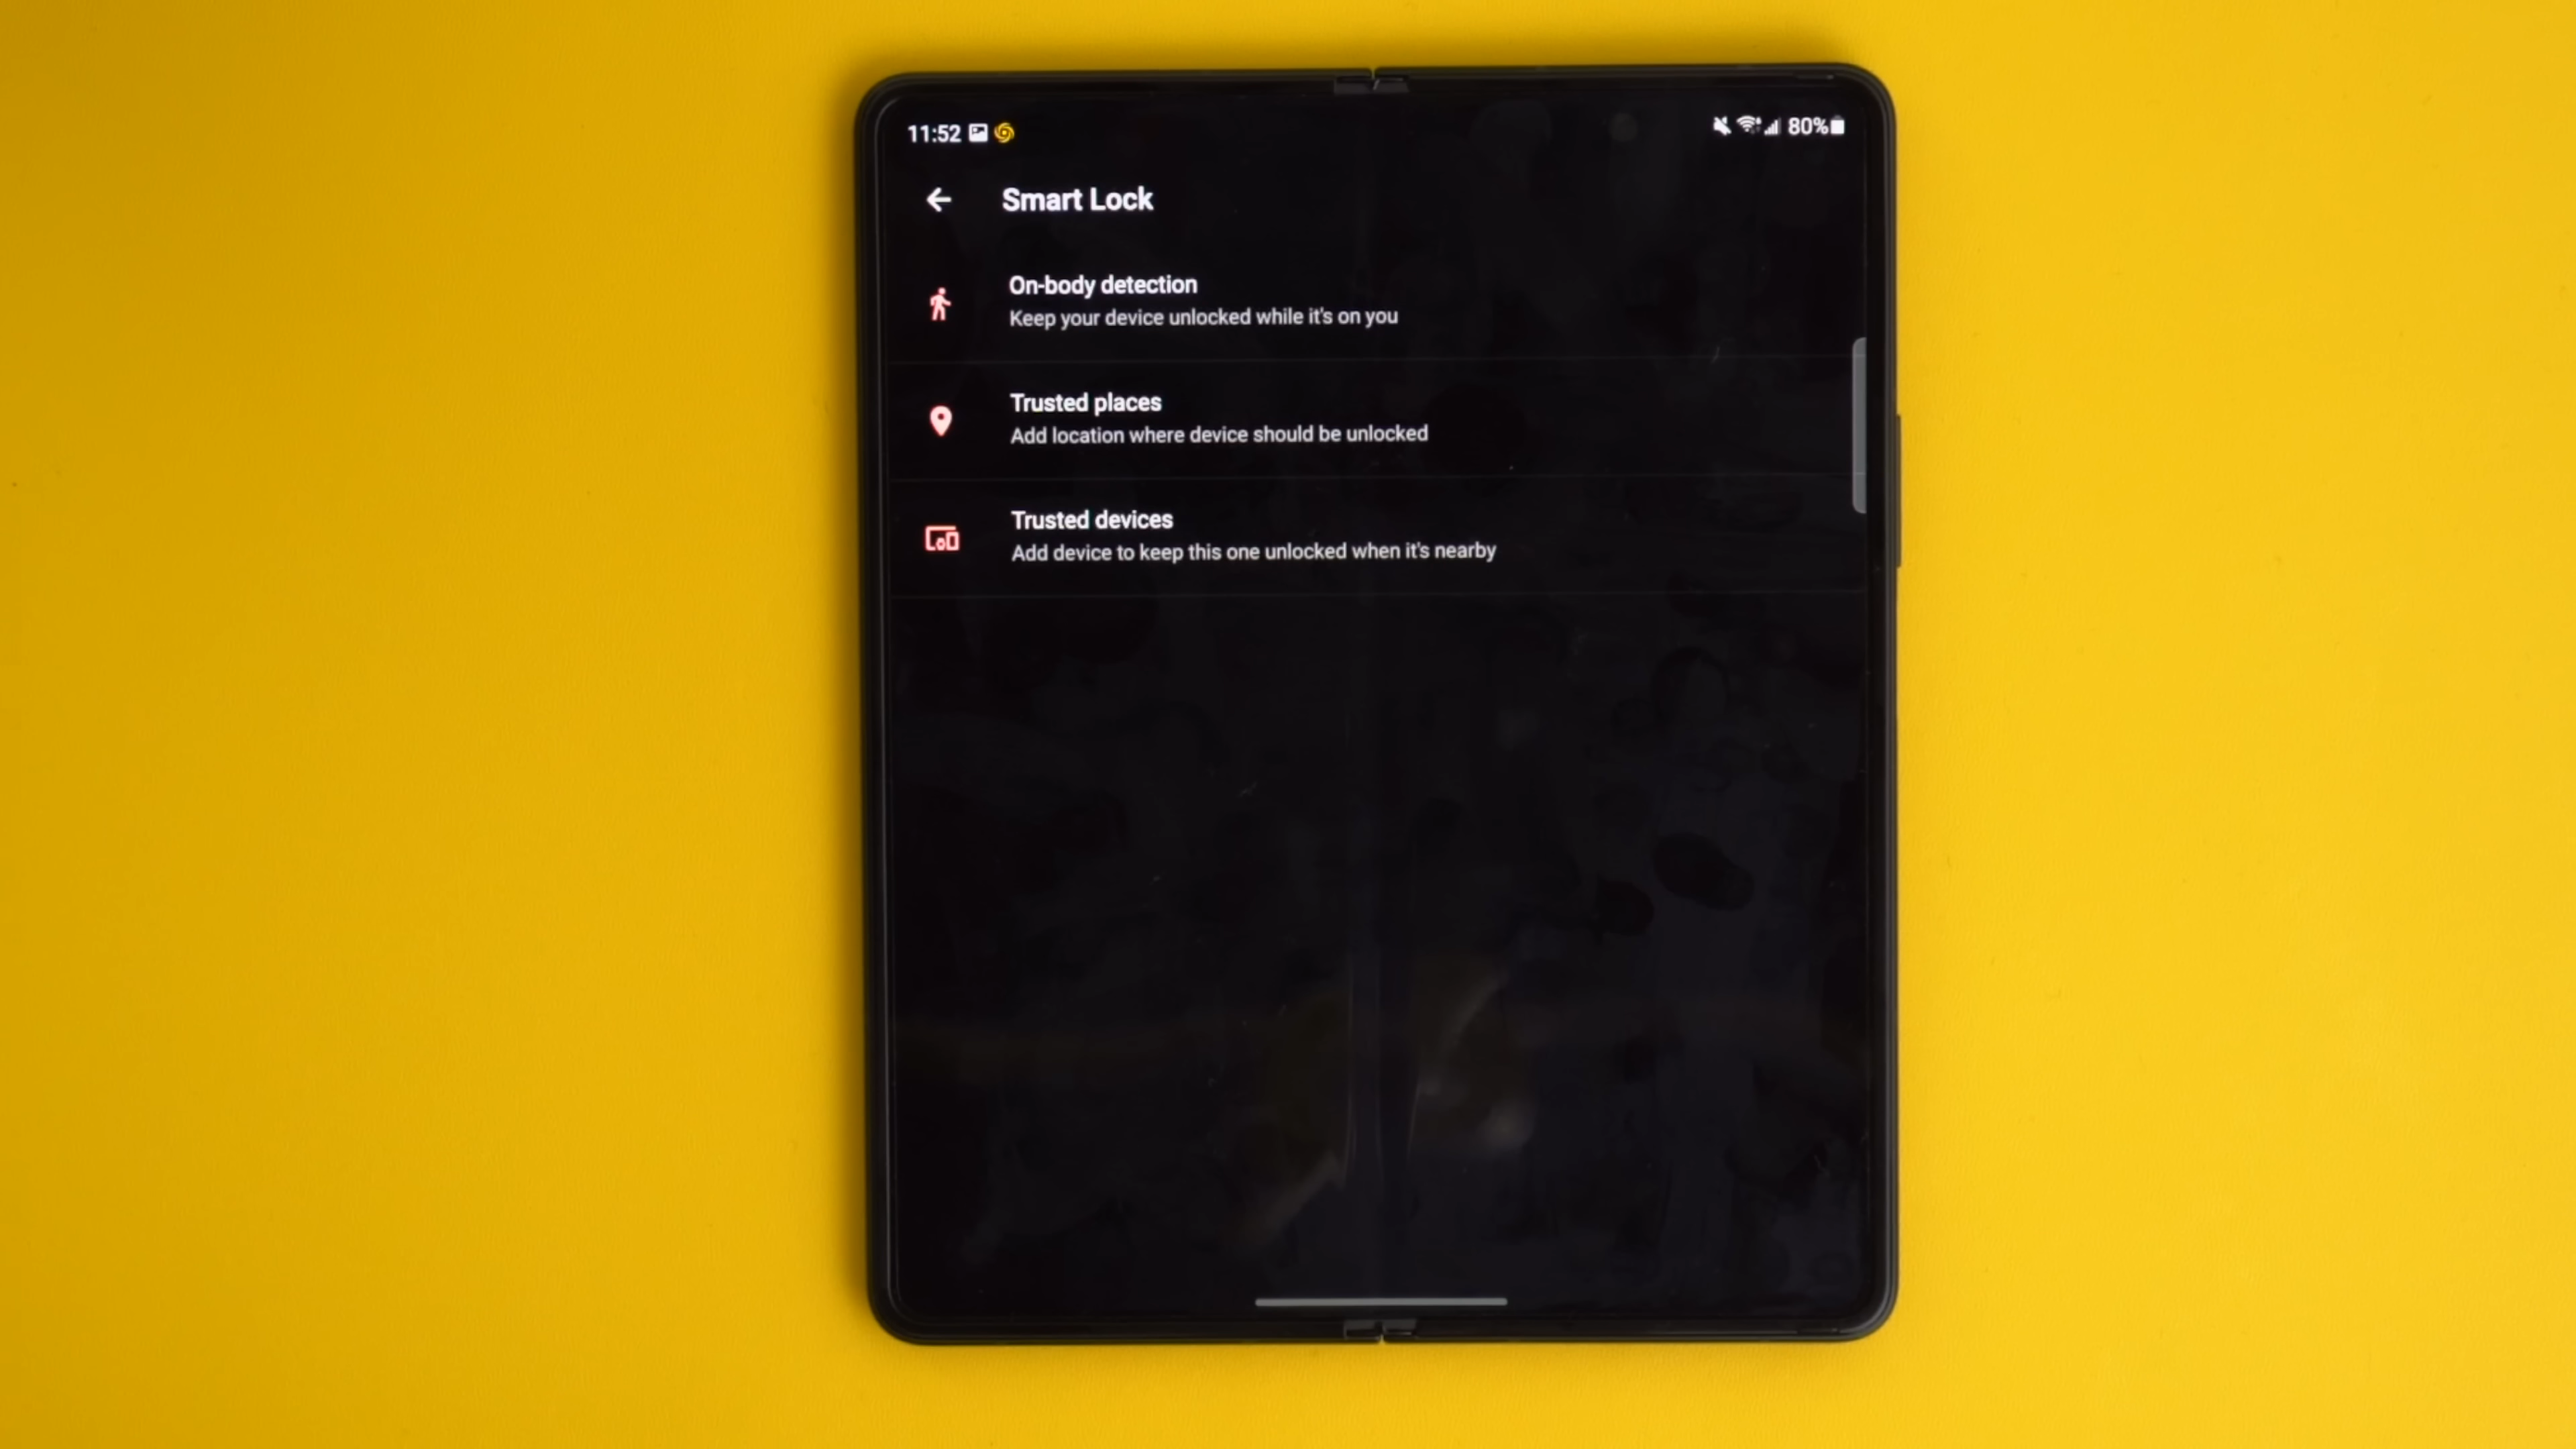 11:52
80%
Smart Lock
On-body detection
Keep your device unlocked while it's on you
Trusted places
Add location where device should be unlocked
Trusted devices
Add device to keep this one unlocked when it's nearby